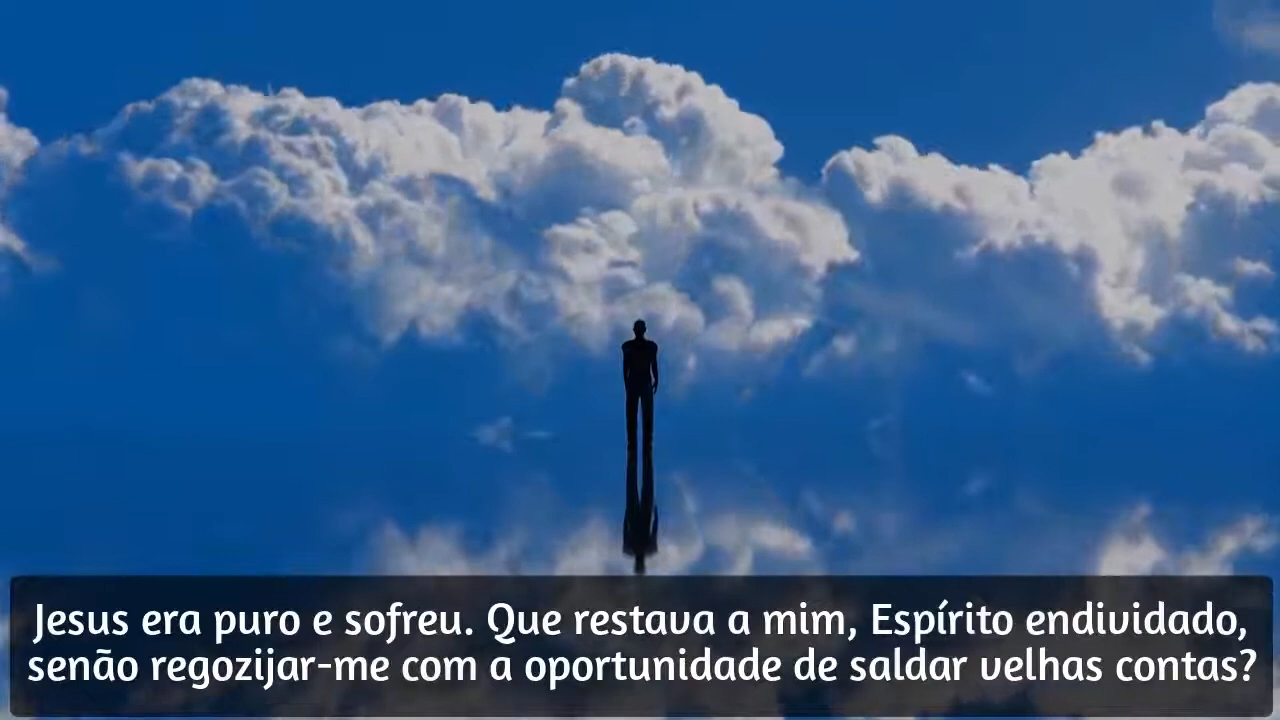 Jesus era puro e sofreu. Que restava a mim, Espírito endividado,
senão regozijar-me com a oportunidade de saldar velhas contas?